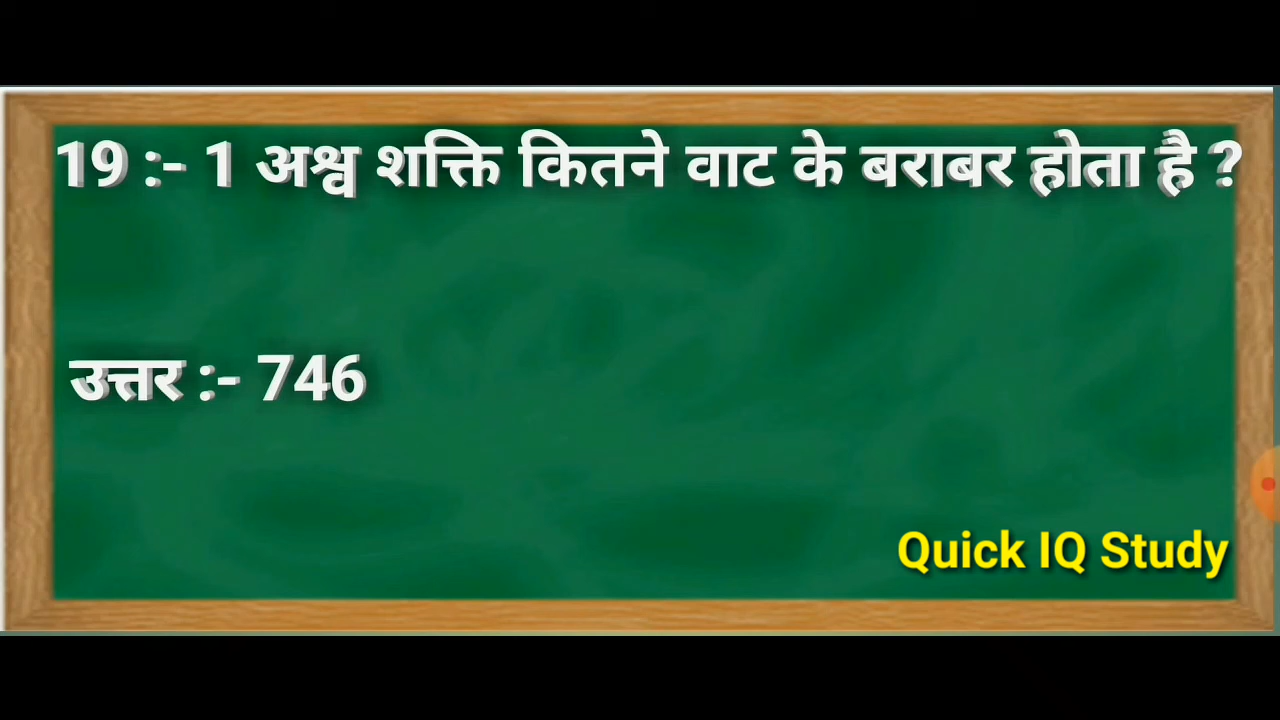 19 :- 1 अश्व शक्ति कितने वाट के बराबर होता है ?
उत्तर :- 746
Quick IQ Study